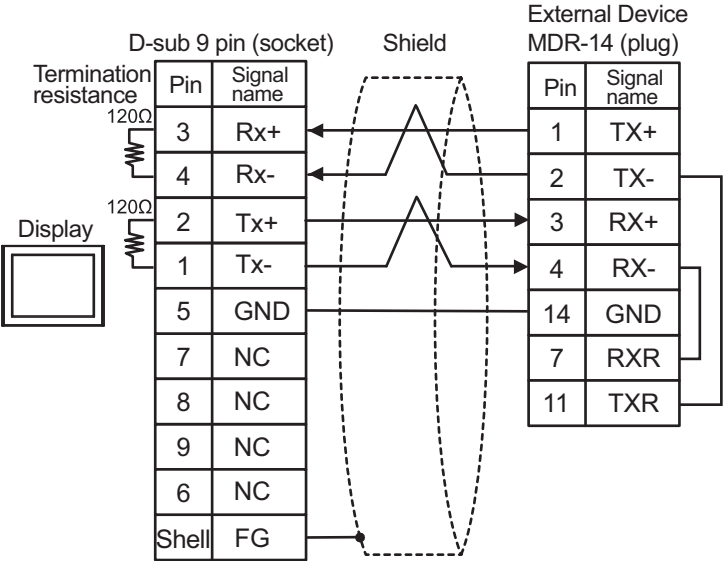 External Device
D-sub 9 pin (socket) Shield MDR-14 (plug)
Termination resistance
Pin Signal name
Pin Signal name
120Ω
3 Rx+ 1 TX+
4 Rx- 2 TX-
120Ω
2 Tx+ 3 RX+
Display
1 Tx- 4 RX-
5 GND 14 GND
7 NC 7 RXR
8 NC 11 TXR
9 NC
6 NC
Shell FG